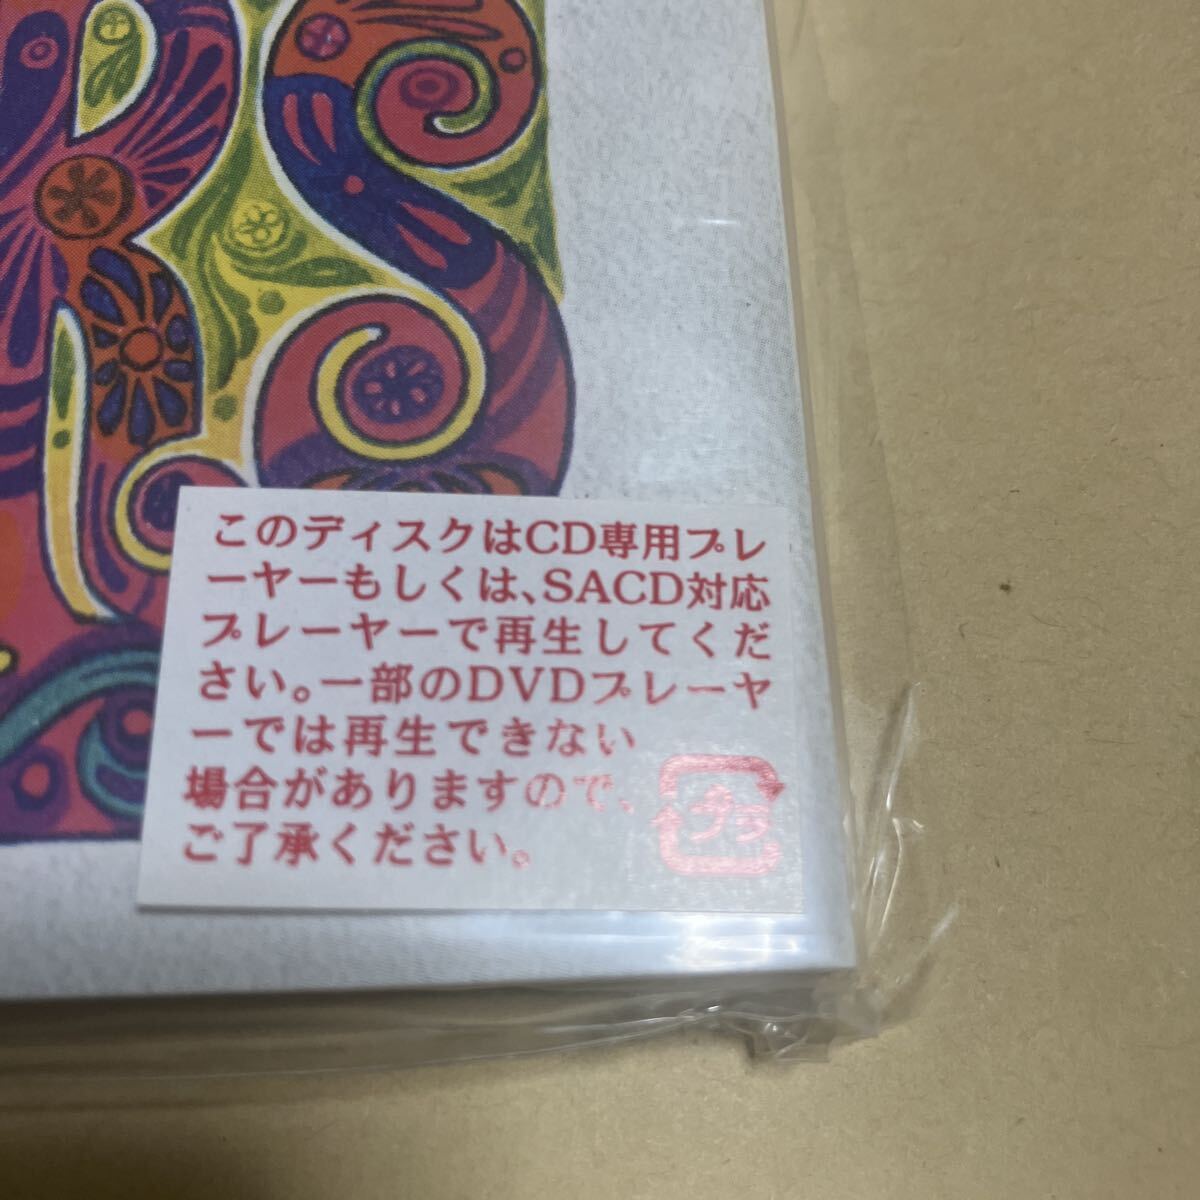 RS
このディスクはCD専用プレ
ーヤーもしくは、SACD対応
プレーヤーで再生してくだ
さい。一部のDVDプレーヤ
ーでは再生できない
場合がありますので、
ご了承ください。
プラ